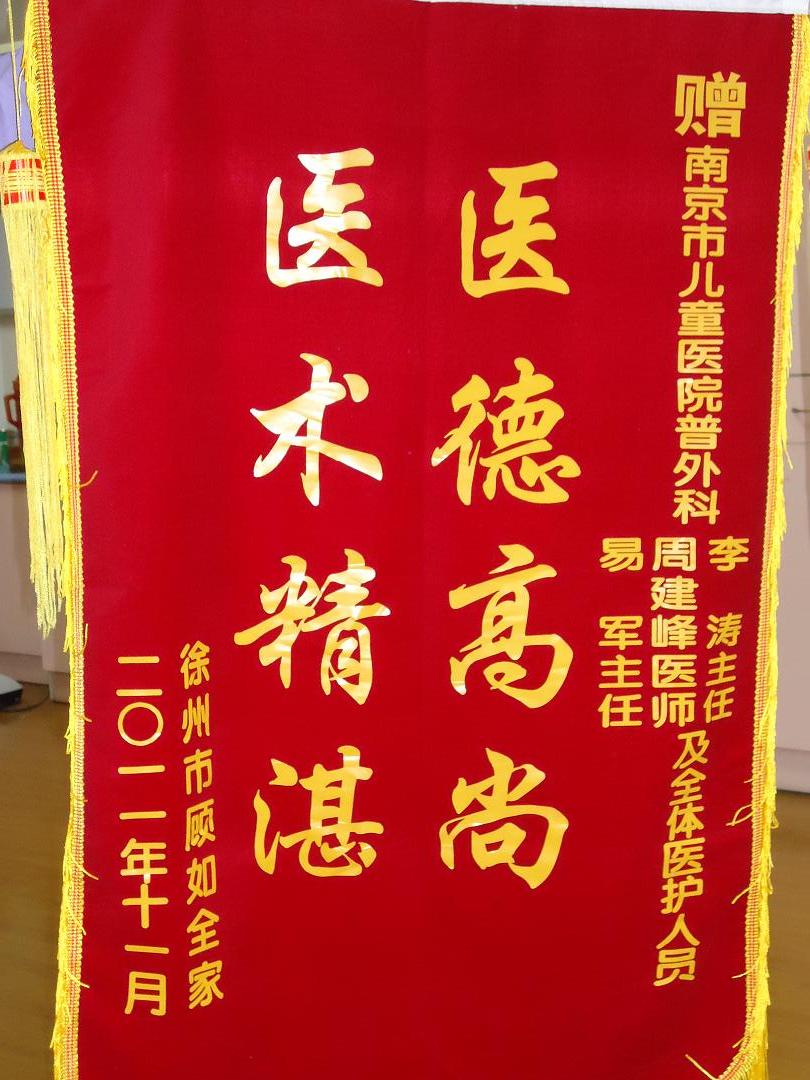 赠
南京市儿童医院普外科
李涛主任
周建峰医师
易军主任
及全体医护人员
医德高尚
医术精湛
徐州市顾如全家
二〇一一年十一月